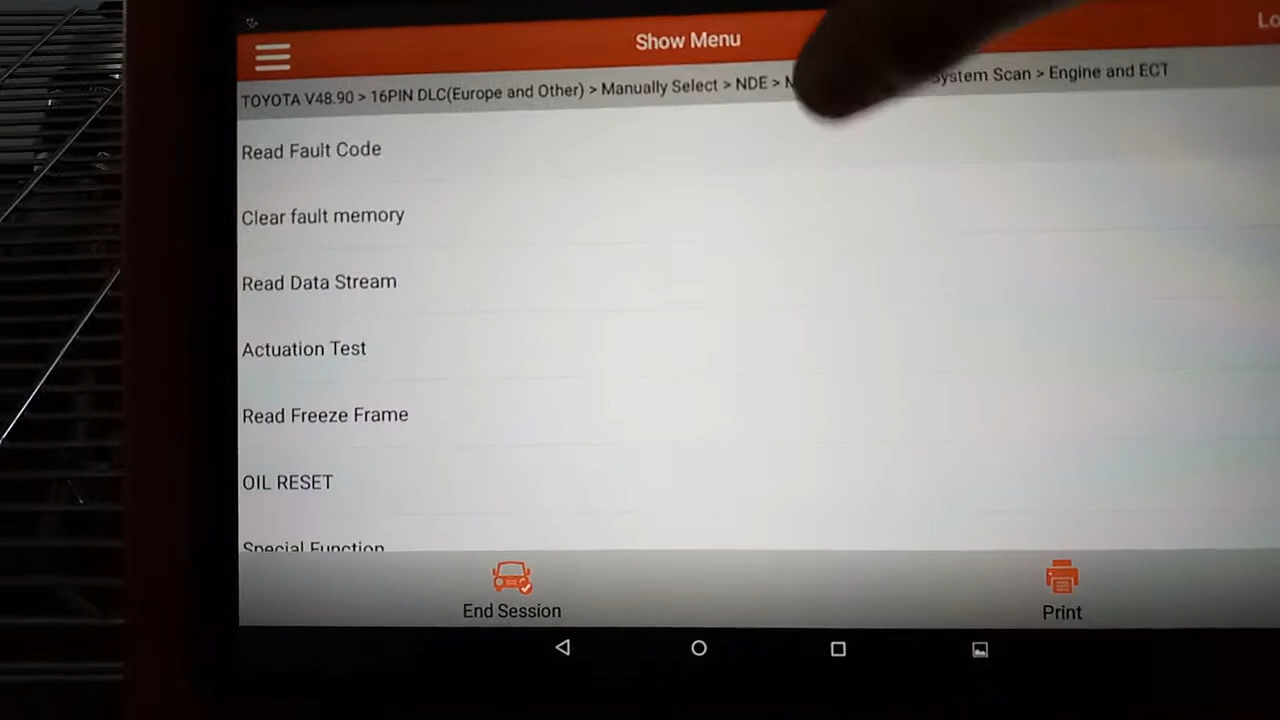 Show Menu
Lo
TOYOTA V48.90 > 16PIN DLC(Europe and Other) > Manually Select > NDE > System Scan > Engine and ECT
Read Fault Code
Clear fault memory
Read Data Stream
Actuation Test
Read Freeze Frame
OIL RESET
Special Function
End Session
Print